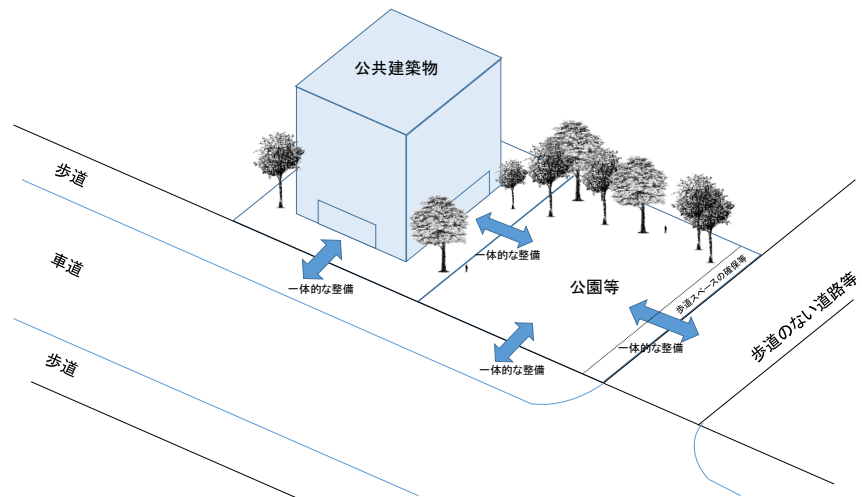 公共建築物
歩道
車道
歩道
一体的な整備
一体的な整備
公園等
一体的な整備
一体的な整備
歩道スペースの確保等
歩道のない道路等